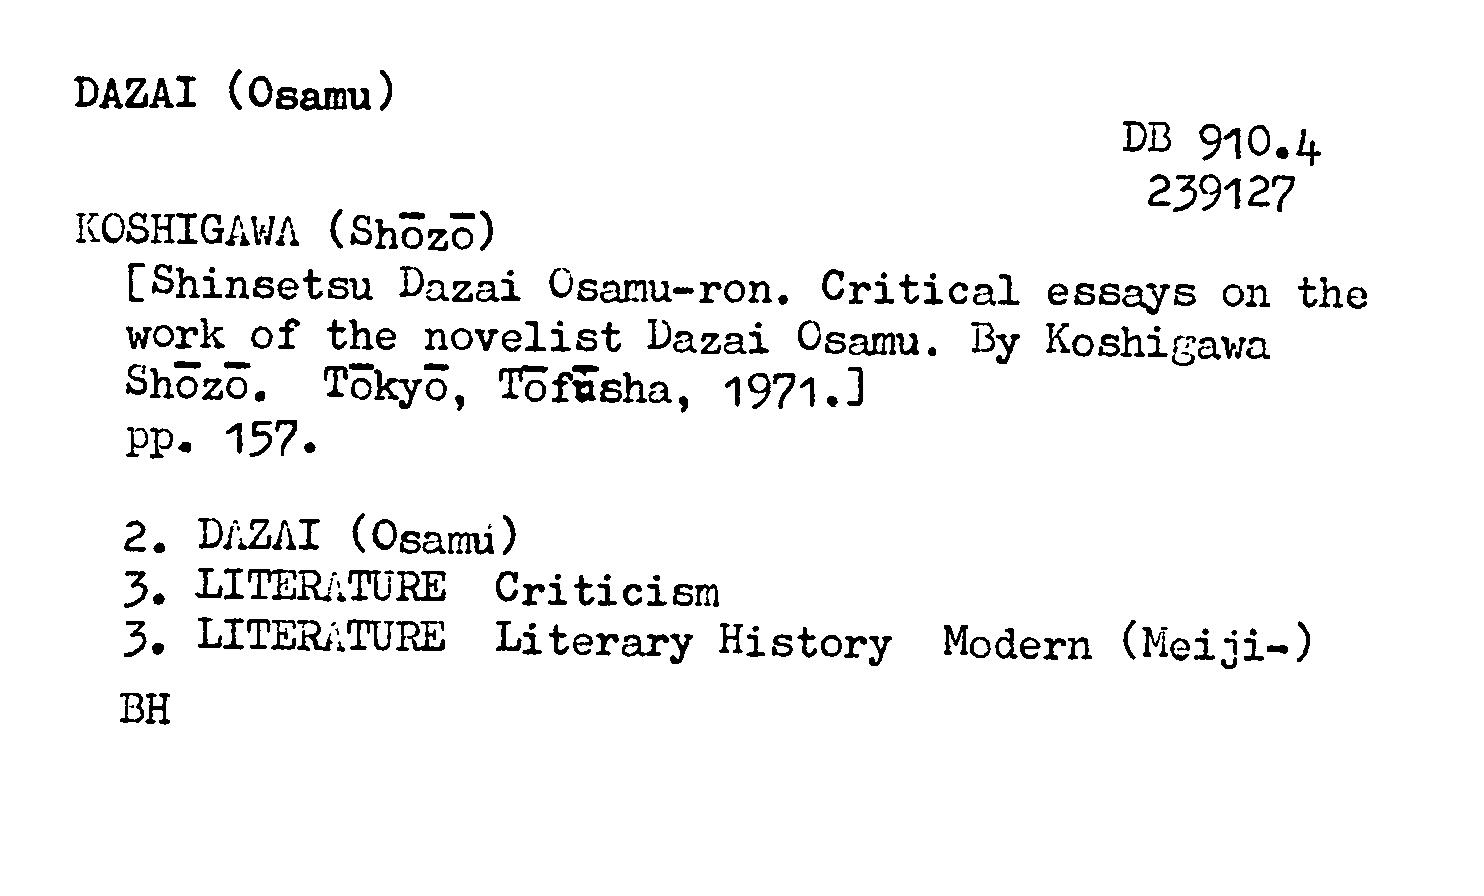 DAZAI (Osamu)
DB 910.4
239127
KOSHIGAWA (Shōzō)
[Shinsetsu Dazai Osamu-ron. Critical essays on the
work of the novelist Dazai Osamu. By Koshigawa
Shōzō. Tōkyō, Tōfūsha, 1971.]
pp. 157.
2. DAZAI (Osamu)
3. LITERATURE Criticism
3. LITERATURE Literary History Modern (Meiji-)
BH